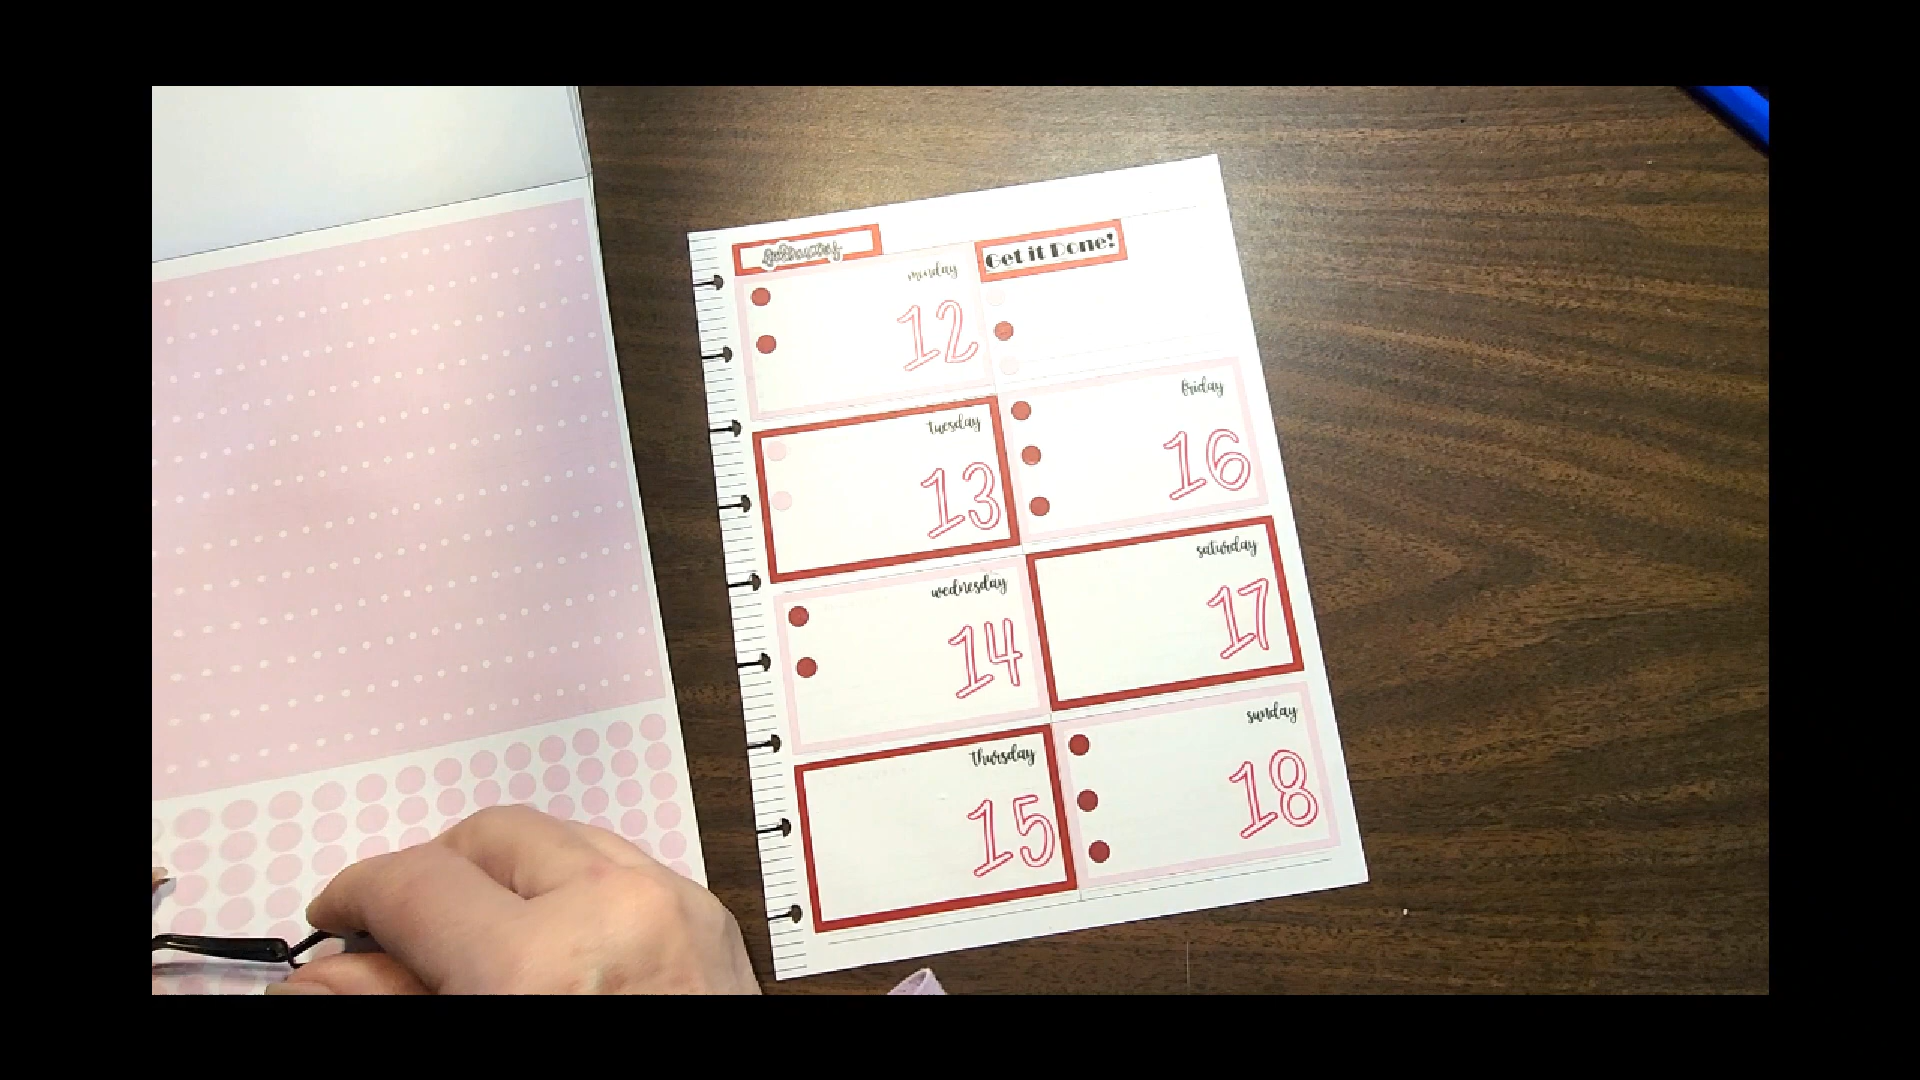 Get it Done!
monday
12
tuesday
13
wednesday
14
thursday
15
friday
16
saturday
17
sunday
18